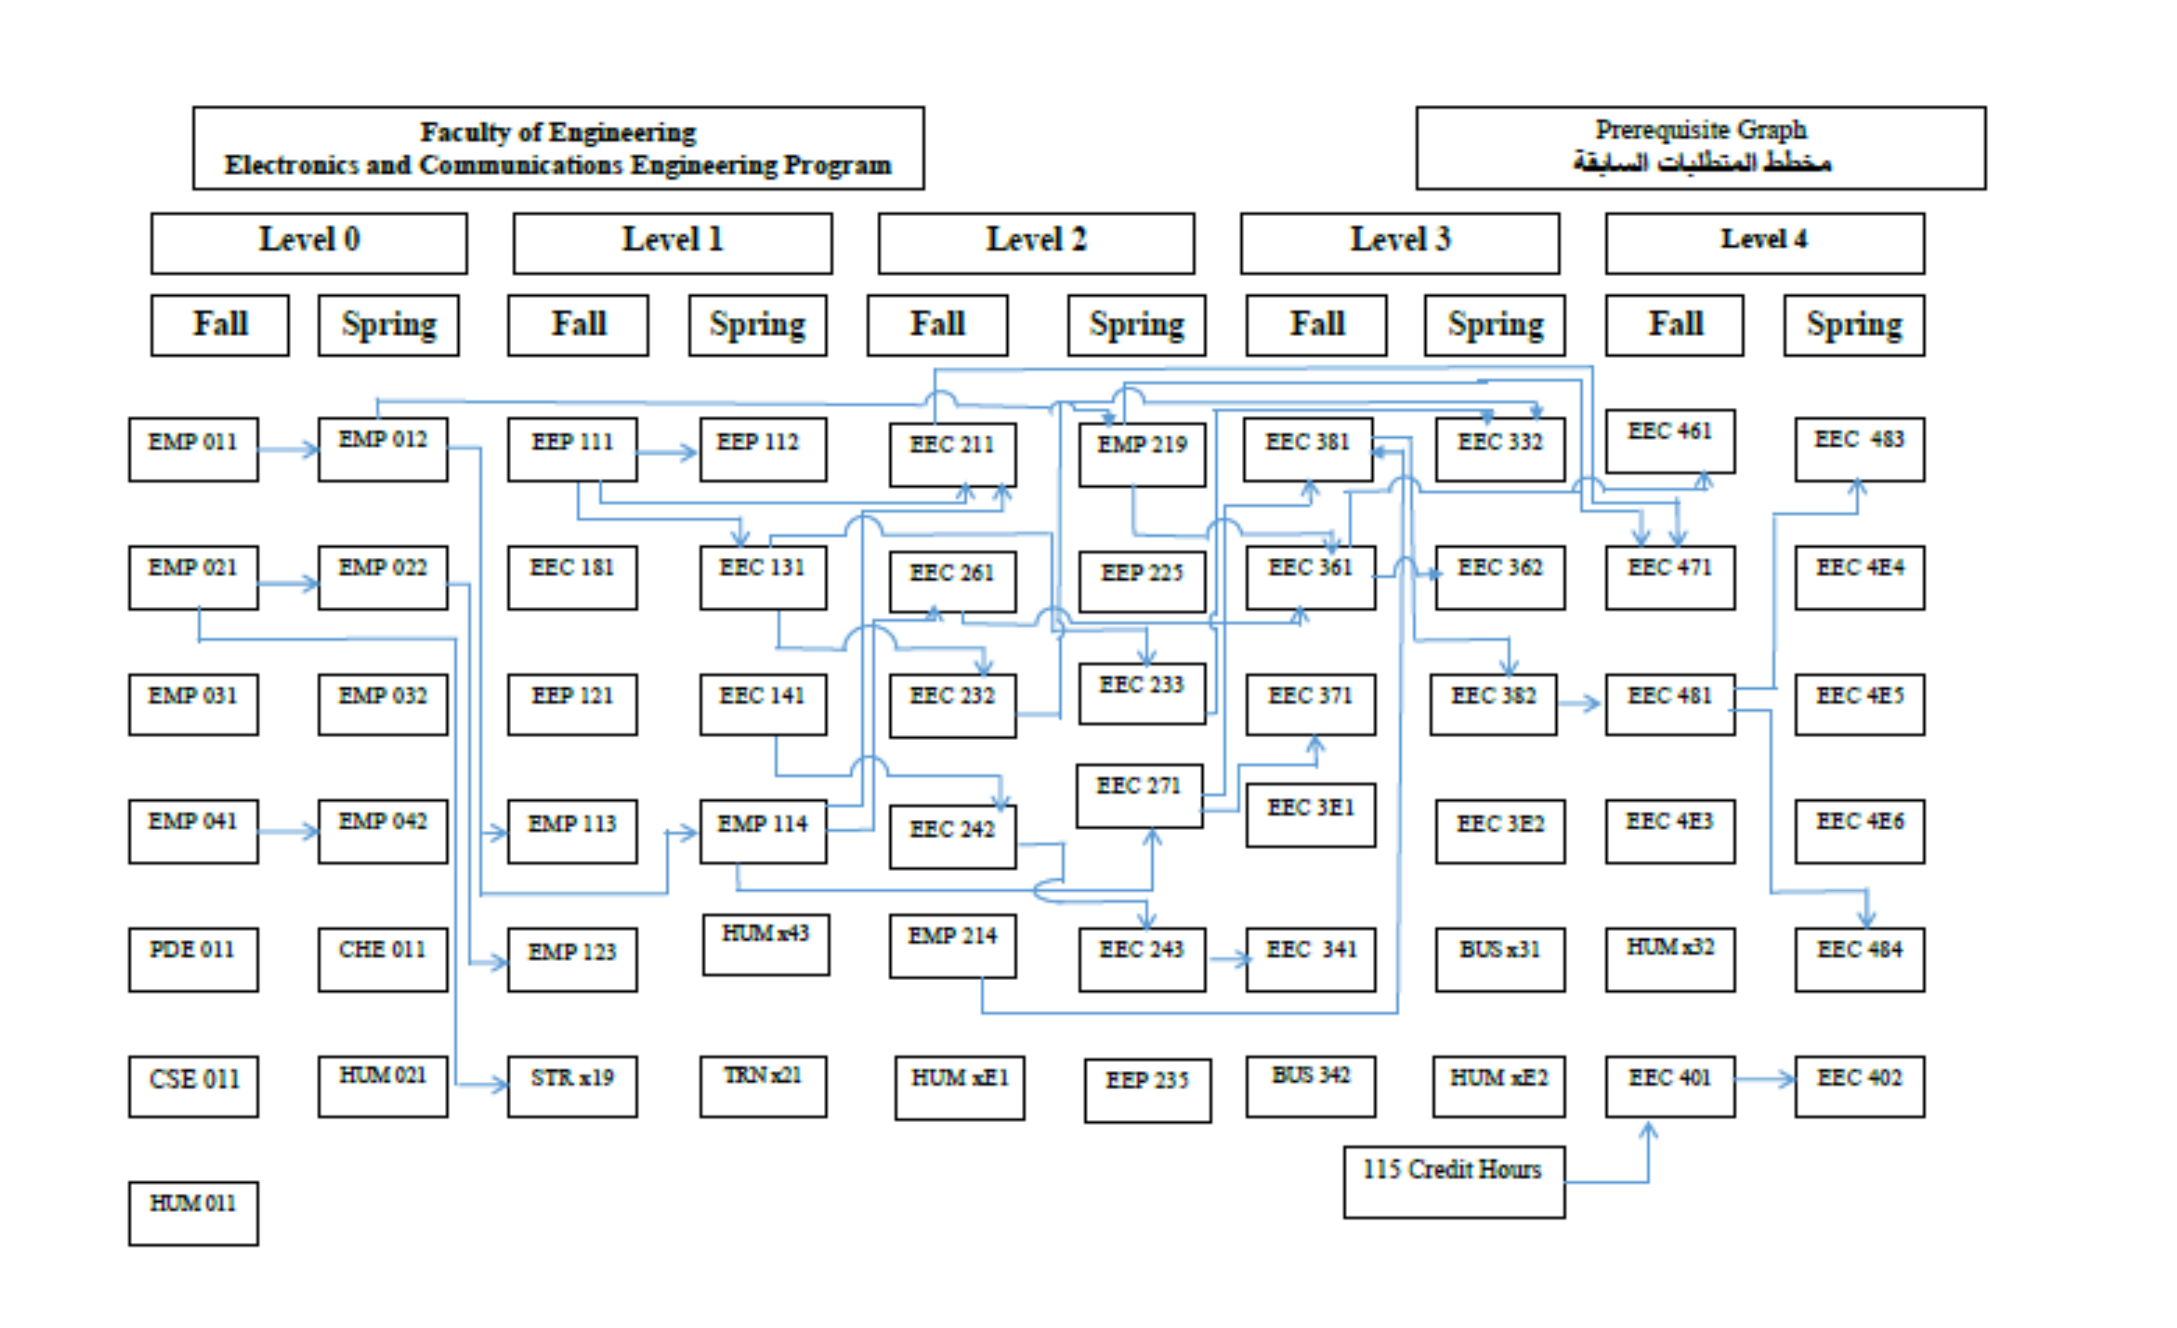 Faculty of Engineering
Electronics and Communications Engineering Program
Prerequisite Graph
مخطط المتطلبات السابقة
Level 0
Level 1
Level 2
Level 3
Level 4
Fall
Spring
Fall
Spring
Fall
Spring
Fall
Spring
Fall
Spring
EMP 011
EMP 012
EEP 111
EEP 112
EEC 211
EMP 219
EEC 381
EEC 332
EEC 461
EEC 483
EMP 021
EMP 022
EEC 181
EEC 131
EEC 261
EEP 225
EEC 361
EEC 362
EEC 471
EEC 4E4
EMP 031
EMP 032
EEP 121
EEC 141
EEC 232
EEC 233
EEC 371
EEC 382
EEC 481
EEC 4E5
EMP 041
EMP 042
EMP 113
EMP 114
EEC 242
EEC 271
EEC 3E1
EEC 3E2
EEC 4E3
EEC 4E6
PDE 011
CHE 011
EMP 123
HUM x43
EMP 214
EEC 243
EEC 341
BUS x31
HUM x32
EEC 484
CSE 011
HUM 021
STR x19
TRN x21
HUM xE1
EEP 235
BUS 342
HUM xE2
EEC 401
EEC 402
115 Credit Hours
HUM 011